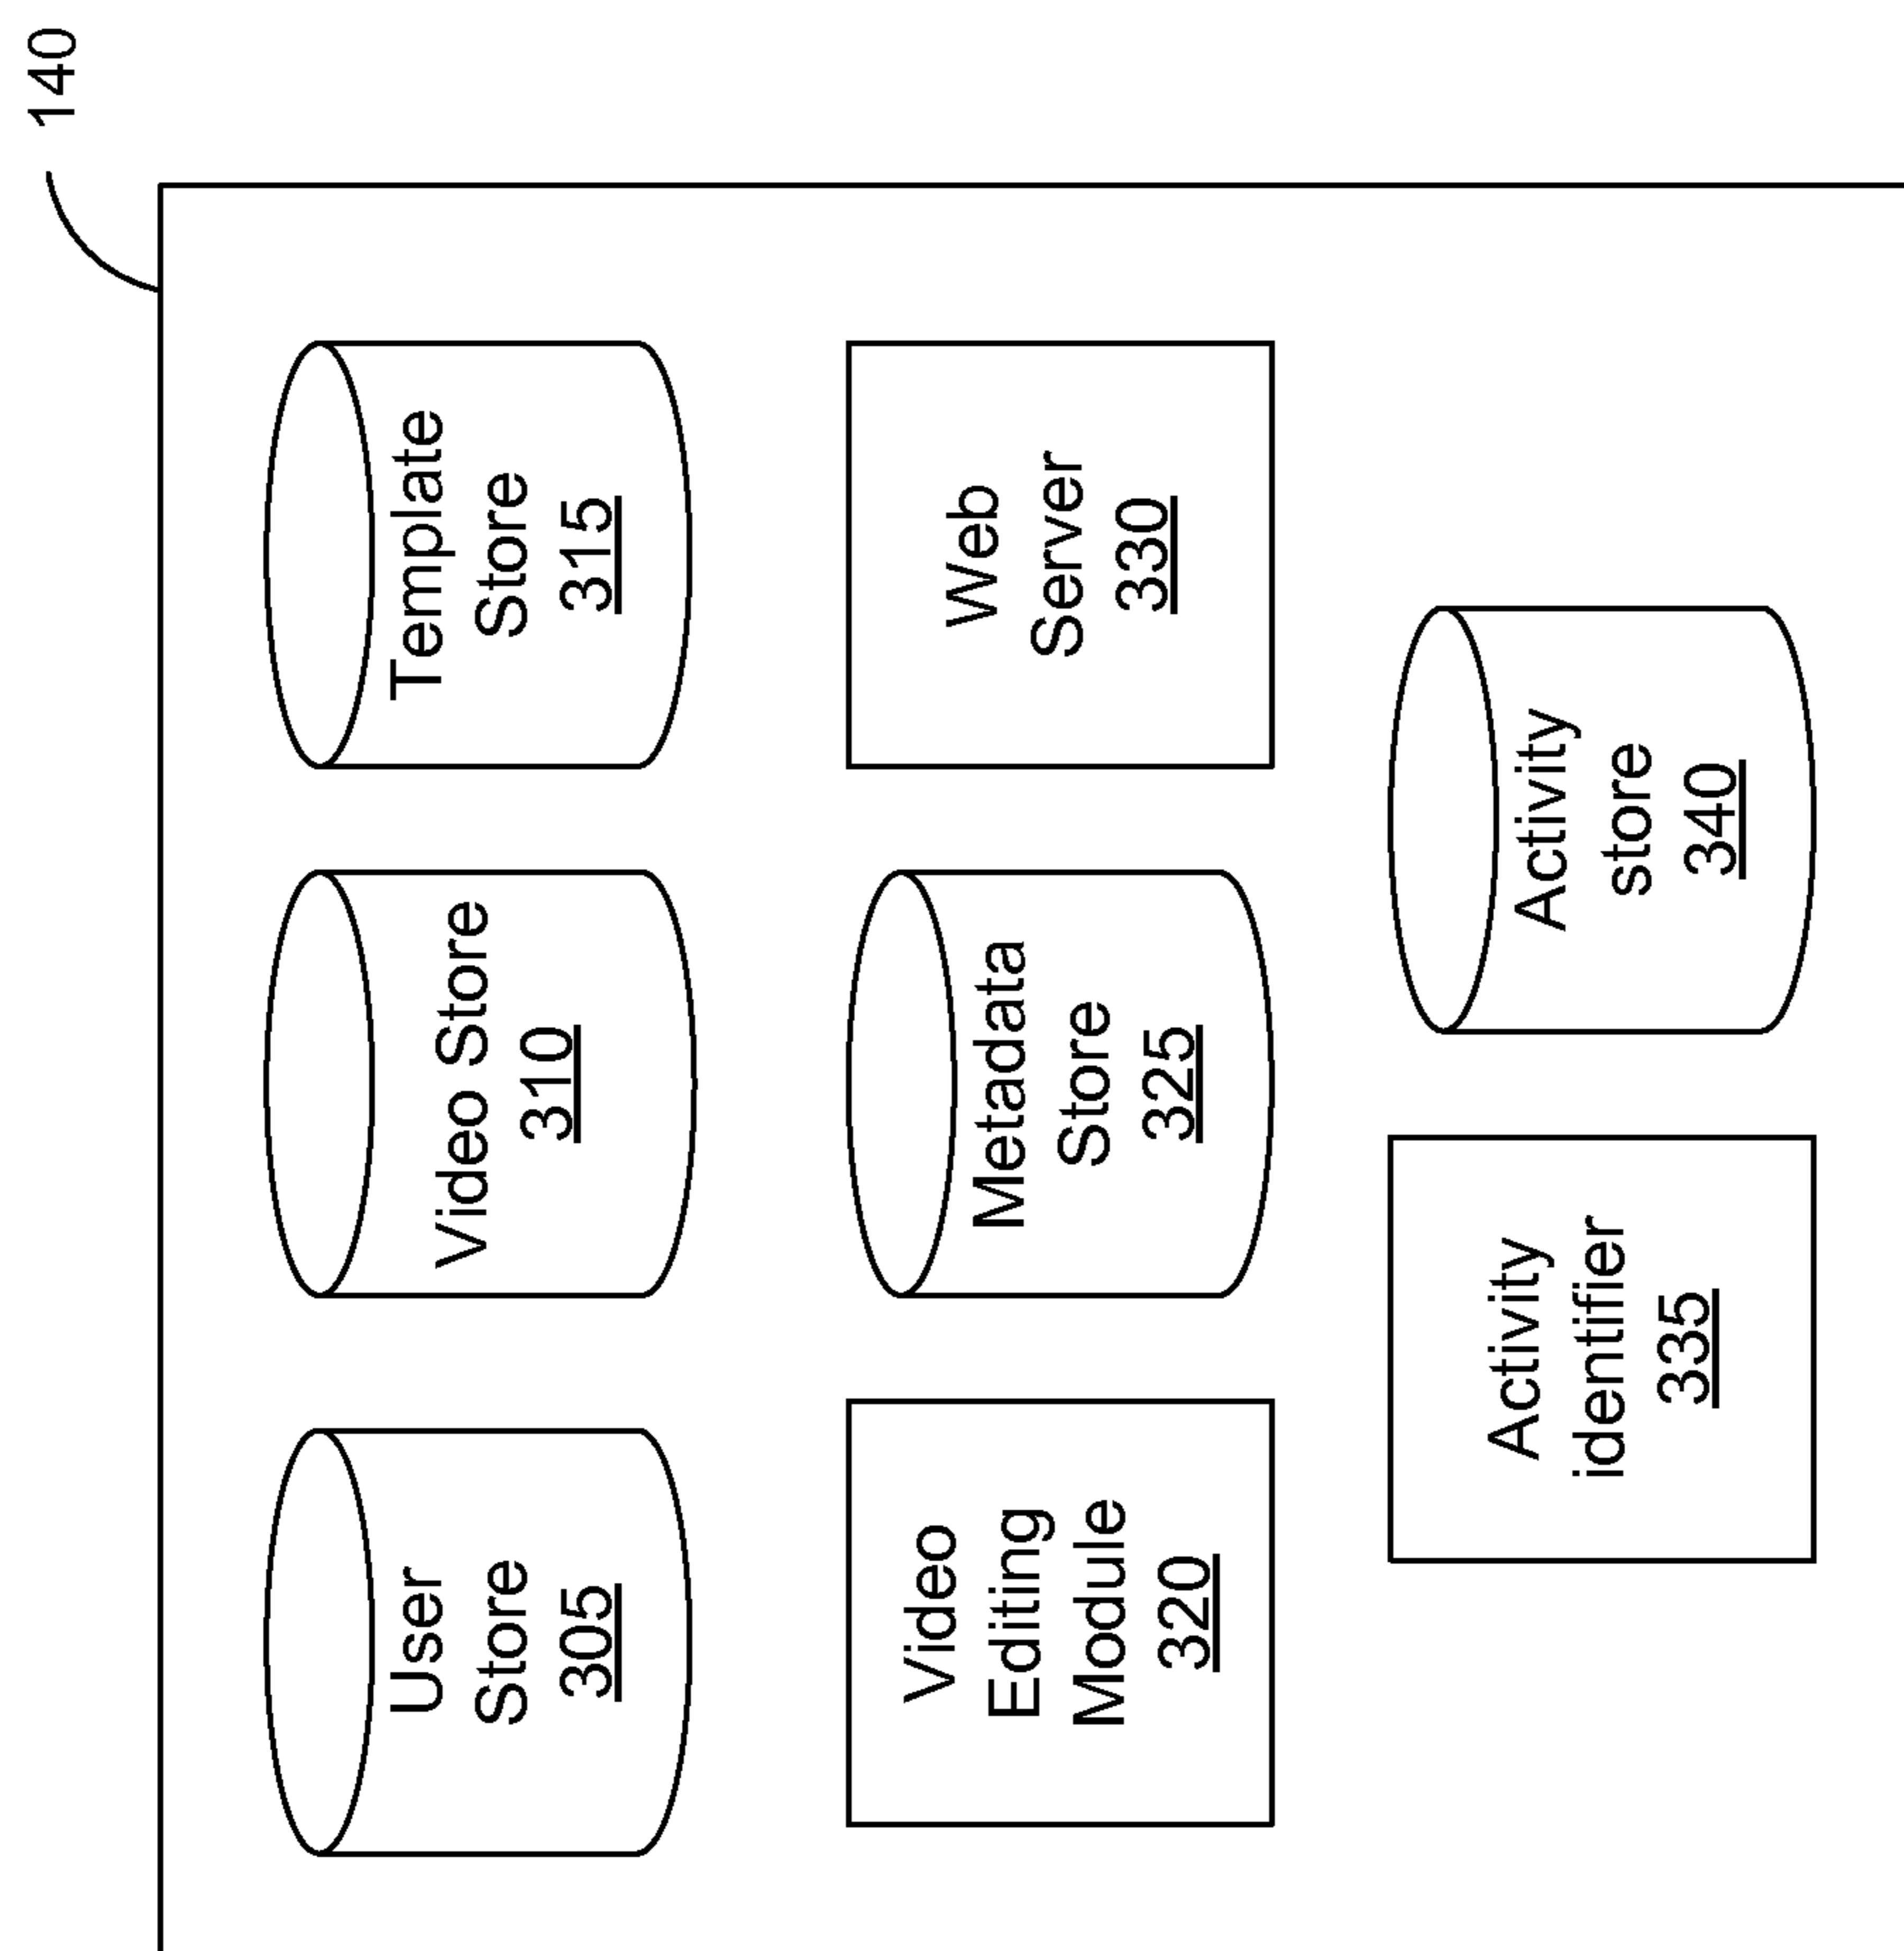 140
User
Store
305
Video Store
310
Template
Store
315
Video
Editing
Module
320
Metadata
Store
325
Web
Server
330
Activity
identifier
335
Activity
store
340